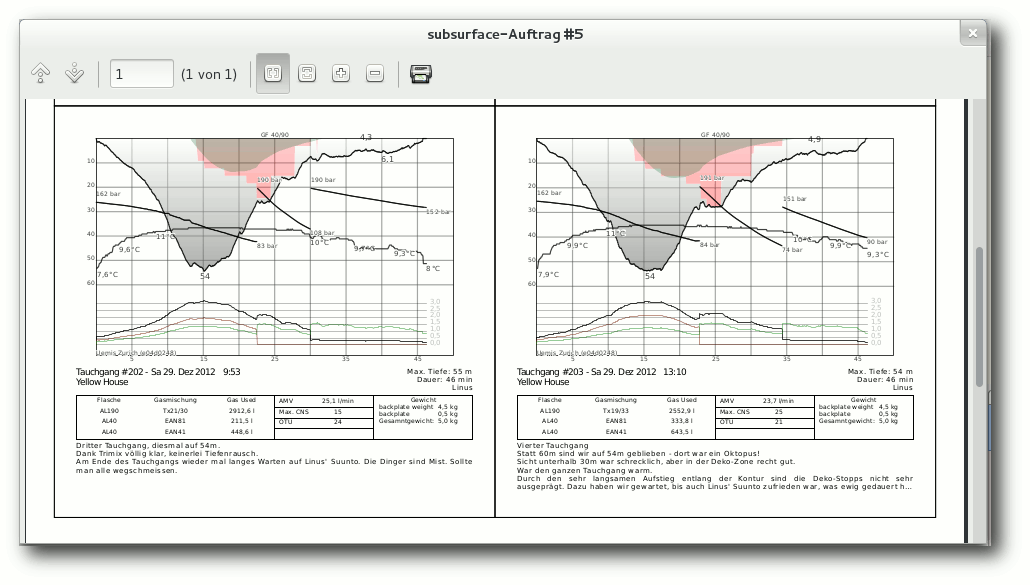 subsurface-Auftrag #5
1 (1 von 1)
GF 40/90
4,3
6,1
10
20
30
40
50
60
162 bar
190 bar
190 bar
152 bar
108 bar
83 bar
11°C
9,6°C
7,6°C
10°C
9,3°C
8°C
54
3,0
2,5
2,0
1,5
1,0
0,5
0,0
Uemis Zurich (e04d0248)
5
15
25
35
45
Tauchgang #202 - Sa 29. Dez 2012 9:53
Yellow House
Max. Tiefe: 55 m
Dauer: 46 min
Linus
Flasche Gasmischung Gas Used
AL190 Tx21/30 2912,6 l
AL40 EAN81 211,5 l
AL40 EAN41 448,6 l
AMV 25,1 l/min
Max. CNS 15
OTU 24
Gewicht
backplate weight 4,5 kg
backplate 0,5 kg
Gesamtgewicht: 5,0 kg
Dritter Tauchgang, diesmal auf 54m.
Dank Trimix völlig klar, keinerlei Tiefenrausch.
Am Ende des Tauchgangs wieder mal langes Warten auf Linus' Suunto. Die Dinger sind Mist. Sollte
man alle wegschmeissen.
GF 40/90
4,9
10
20
30
40
50
60
162 bar
191 bar
151 bar
84 bar
74 bar
90 bar
11°C
9,9°C
7,9°C
10°C
9,9°C
9,3°C
54
3,0
2,5
2,0
1,5
1,0
0,5
0,0
Uemis Zurich (e04d0248)
5
15
25
35
45
Tauchgang #203 - Sa 29. Dez 2012 13:10
Yellow House
Max. Tiefe: 54 m
Dauer: 46 min
Linus
Flasche Gasmischung Gas Used
AL190 Tx19/33 2552,9 l
AL40 EAN81 333,8 l
AL40 EAN41 643,5 l
AMV 23,7 l/min
Max. CNS 25
OTU 21
Gewicht
backplate weight 4,5 kg
backplate 0,5 kg
Gesamtgewicht: 5,0 kg
Vierter Tauchgang
Statt 60m sind wir auf 54m geblieben - dort war ein Oktopus!
Sicht unterhalb 30m war schrecklich, aber in der Deko-Zone recht gut.
War den ganzen Tauchgang warm.
Durch den sehr langsamen Aufstieg entlang der Kontur sind die Deko-Stopps nicht sehr
ausgeprägt. Dazu haben wir gewartet, bis auch Linus' Suunto zufrieden war, was ewig gedauert h...